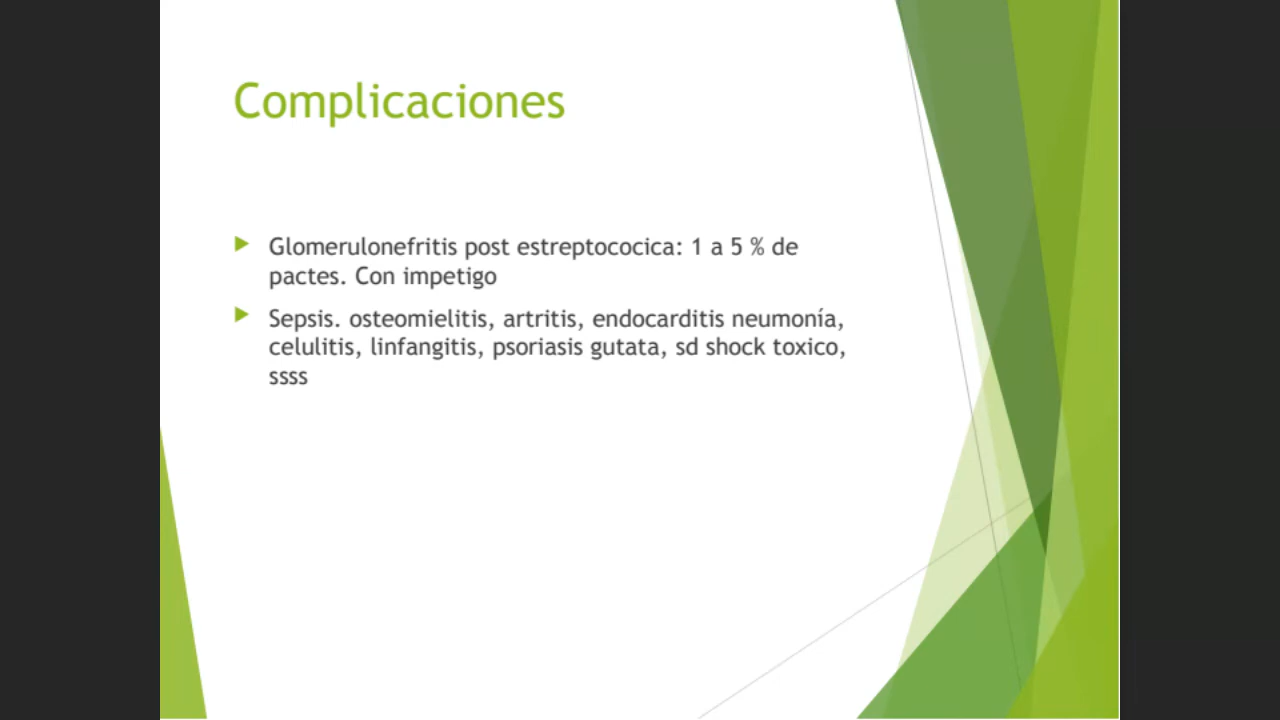 Complicaciones
Glomerulonefritis post estreptococica: 1 a 5 % de
pactes. Con impetigo
Sepsis. osteomielitis, artritis, endocarditis neumonía,
celulitis, linfangitis, psoriasis gutata, sd shock toxico,
ssss